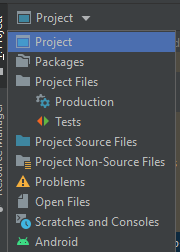 Project
Project
Packages
Project Files
Production
Tests
Project Source Files
Project Non-Source Files
Problems
Open Files
Scratches and Consoles
Android